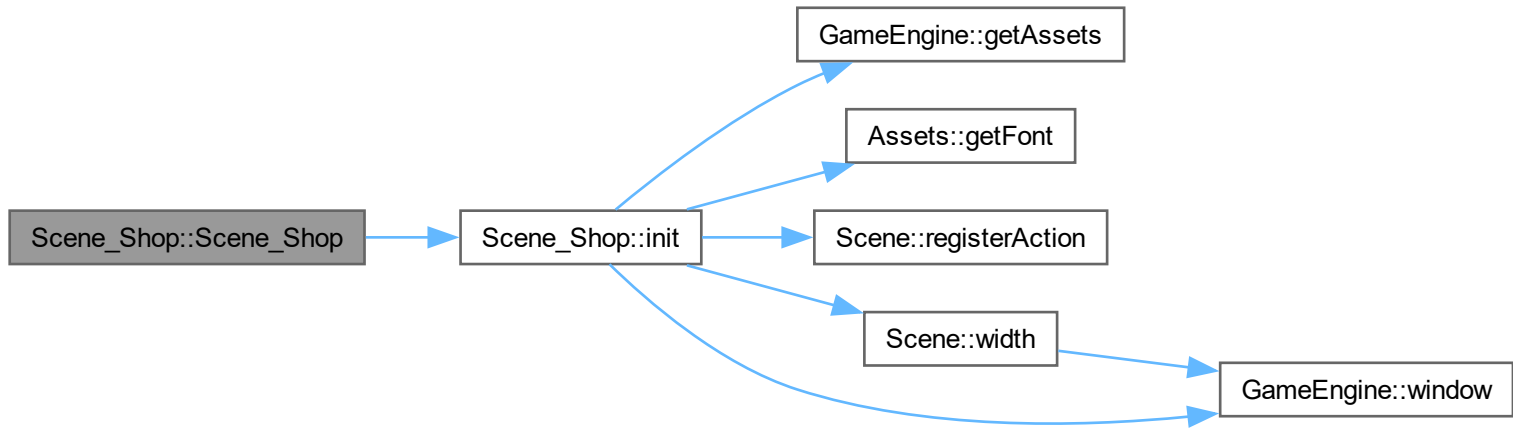 GameEngine::getAssets
Assets::getFont
Scene_Shop::Scene_Shop
Scene_Shop::init
Scene::registerAction
Scene::width
GameEngine::window